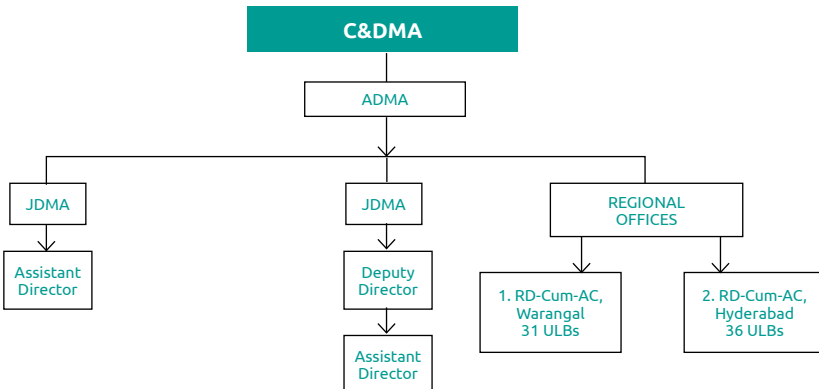 C&DMA
ADMA
JDMA
JDMA
REGIONAL
OFFICES
Assistant
Director
Deputy
Director
1. RD-Cum-AC,
Warangal
31 ULBs
2. RD-Cum-AC,
Hyderabad
36 ULBs
Assistant
Director